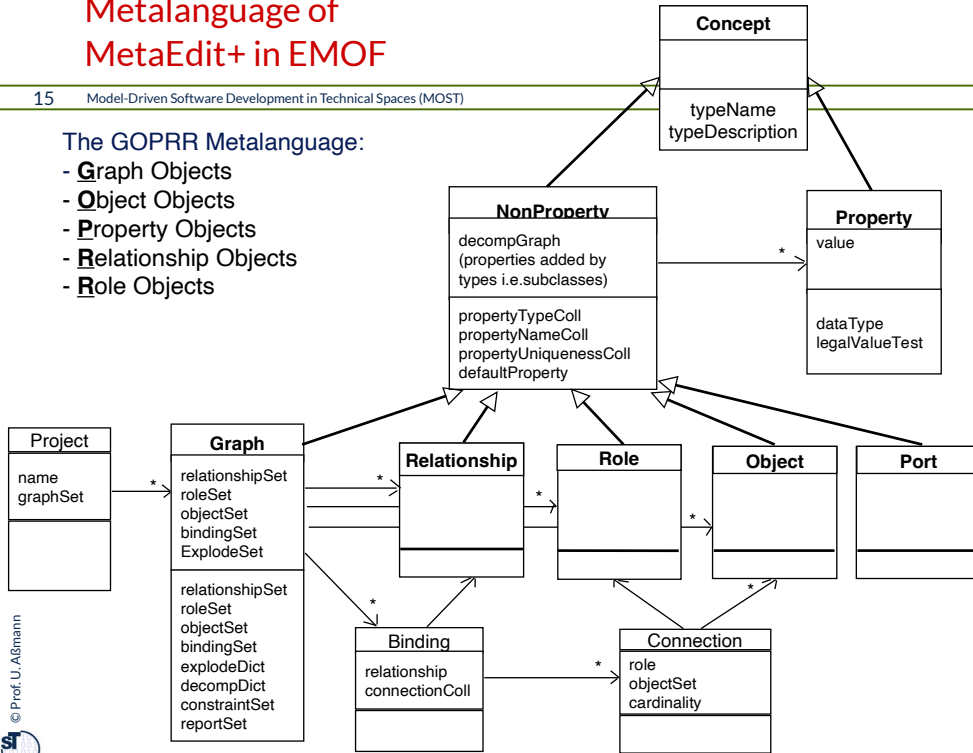 Metalanguage of
MetaEdit+ in EMOF
15 Model-Driven Software Development in Technical Spaces (MOST)
The GOPRR Metalanguage:
- Graph Objects
- Object Objects
- Property Objects
- Relationship Objects
- Role Objects
Concept
typeName
typeDescription
NonProperty
decompGraph
(properties added by
types i.e.subclasses)
propertyTypeColl
propertyNameColl
propertyUniquenessColl
defaultProperty
*
Property
value
dataType
legalValueTest
Project
name
graphSet
*
Graph
relationshipSet
roleSet
objectSet
bindingSet
ExplodeSet
relationshipSet
roleSet
objectSet
bindingSet
explodeDict
decompDict
constraintSet
reportSet
*
Relationship
*
Role
*
Object
Port
*
Binding
relationship
connectionColl
*
Connection
role
objectSet
cardinality
*
© Prof. U. Aßmann
ST